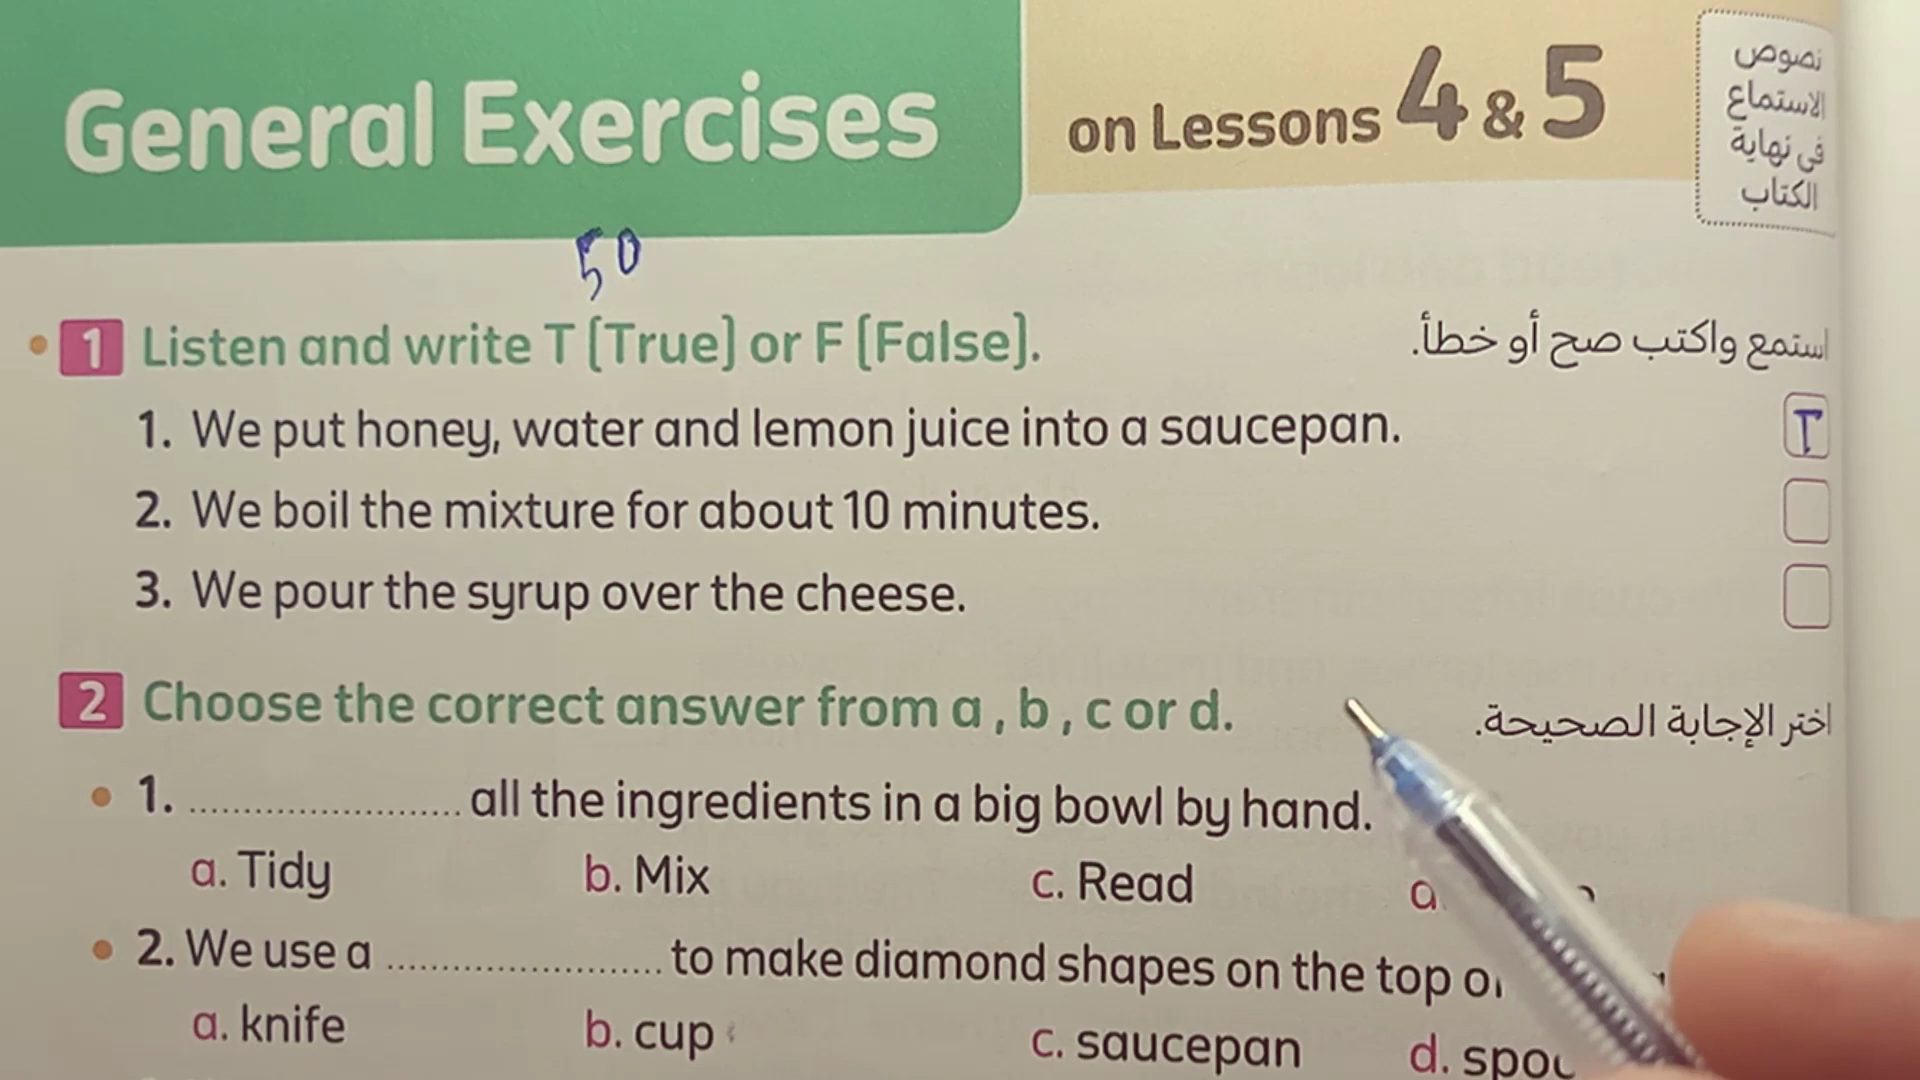 General Exercises on Lessons 4 & 5
نصوص
الاستماع
فى نهاية
الكتاب
50
1 Listen and write T (True) or F (False). استمع واكتب صح أو خطأ.
1. We put honey, water and lemon juice into a saucepan. T
2. We boil the mixture for about 10 minutes.
3. We pour the syrup over the cheese.
2 Choose the correct answer from a , b , c or d. اختر الإجابة الصحيحة.
1. ........................ all the ingredients in a big bowl by hand.
a. Tidy b. Mix c. Read
2. We use a ........................ to make diamond shapes on the top
a. knife b. cup c. saucepan d.